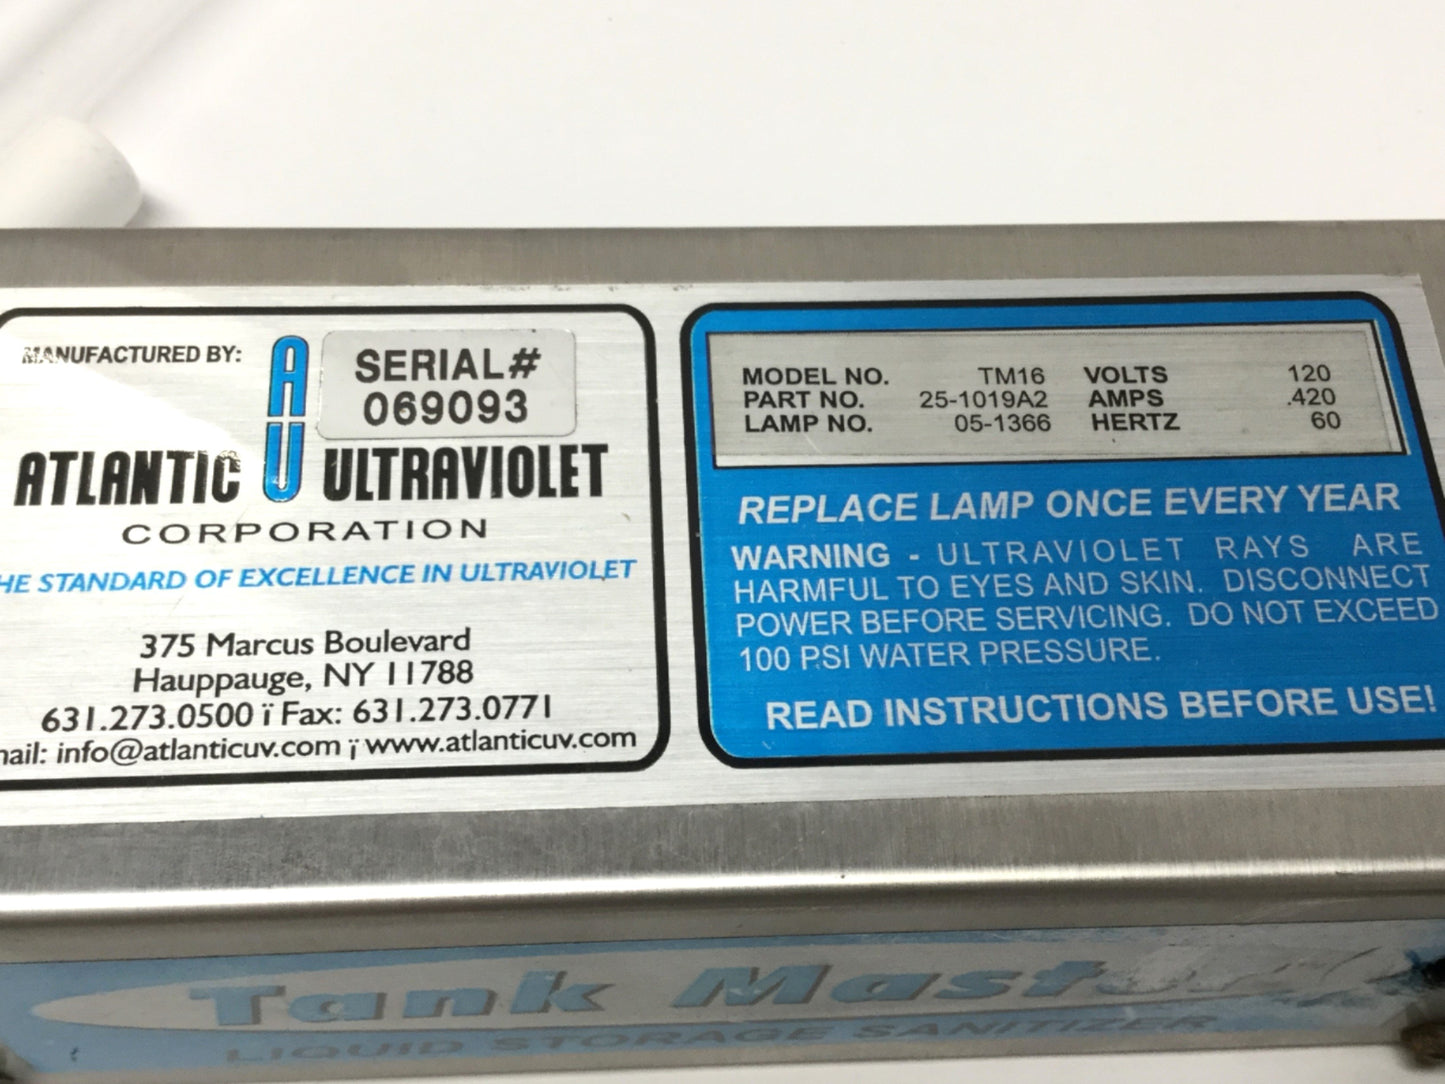 MANUFACTURED BY:
AU
SERIAL#
069093
ATLANTIC ULTRAVIOLET
CORPORATION
HE STANDARD OF EXCELLENCE IN ULTRAVIOLET
375 Marcus Boulevard
Hauppauge, NY 11788
631.273.0500 ï Fax: 631.273.0771
ail: info@atlanticuv.com ï www.atlanticuv.com
MODEL NO. TM16 VOLTS 120
PART NO. 25-1019A2 AMPS .420
LAMP NO. 05-1366 HERTZ 60
REPLACE LAMP ONCE EVERY YEAR
WARNING - ULTRAVIOLET RAYS ARE
HARMFUL TO EYES AND SKIN. DISCONNECT
POWER BEFORE SERVICING. DO NOT EXCEED
100 PSI WATER PRESSURE.
READ INSTRUCTIONS BEFORE USE!
Tank Master
LIQUID STORAGE SANITIZER